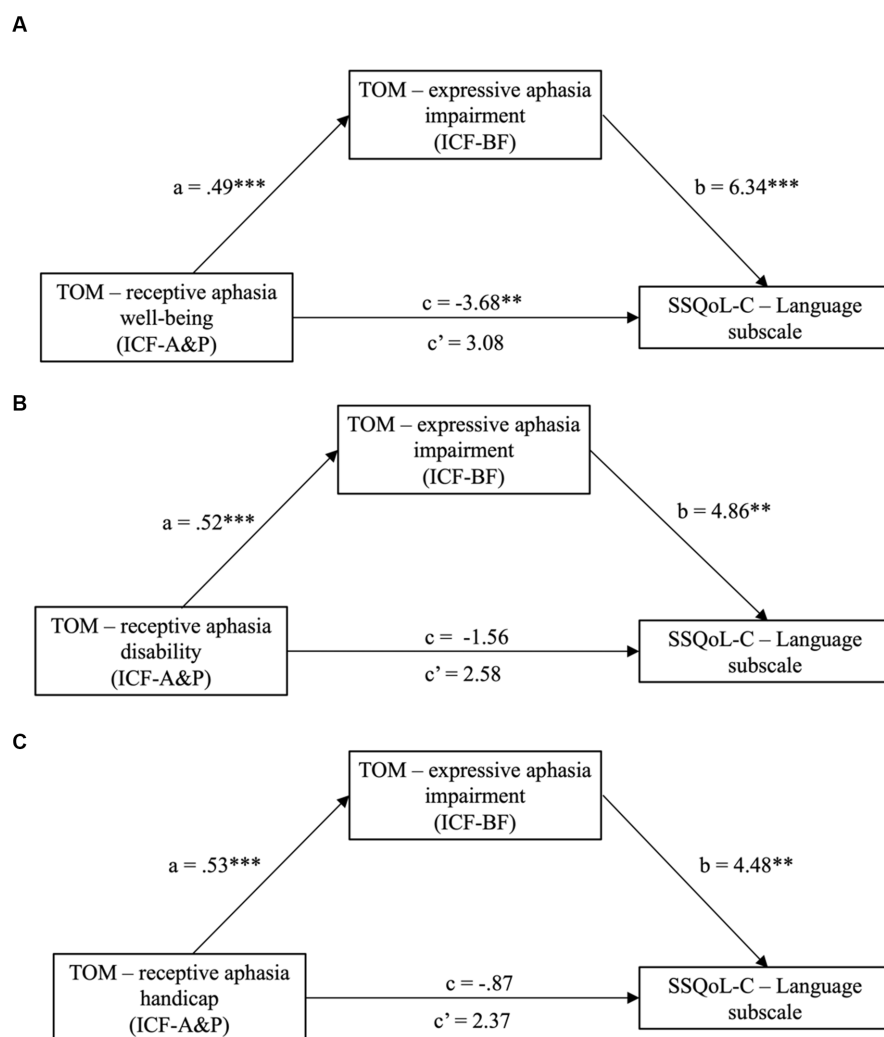 A
TOM – expressive aphasia
impairment
(ICF-BF)
a = .49***
b = 6.34***
TOM – receptive aphasia
well-being
(ICF-A&P)
c = -3.68**
c’ = 3.08
SSQoL-C – Language
subscale
B
TOM – expressive aphasia
impairment
(ICF-BF)
a = .52***
b = 4.86**
TOM – receptive aphasia
disability
(ICF-A&P)
c = -1.56
c’ = 2.58
SSQoL-C – Language
subscale
C
TOM – expressive aphasia
impairment
(ICF-BF)
a = .53***
b = 4.48**
TOM – receptive aphasia
handicap
(ICF-A&P)
c = -.87
c’ = 2.37
SSQoL-C – Language
subscale